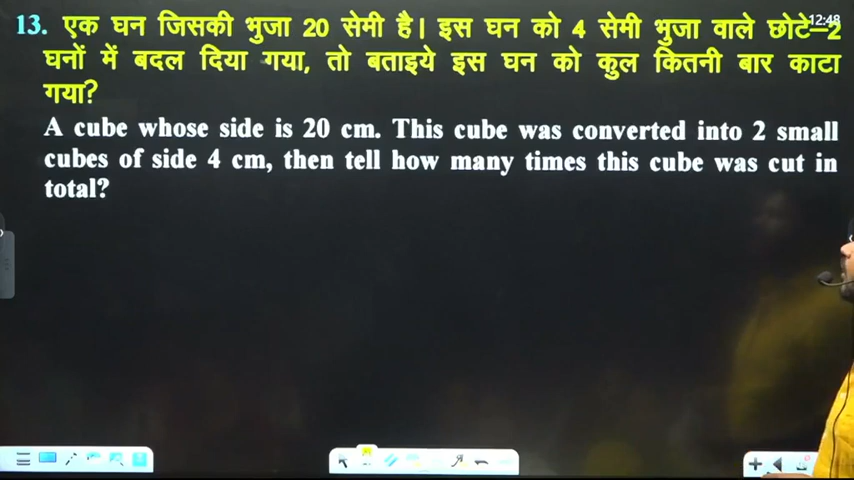 13. एक घन जिसकी भुजा 20 सेमी है। इस घन को 4 सेमी भुजा वाले छोटे–2
12:48
घनों में बदल दिया गया, तो बताइये इस घन को कुल कितनी बार काटा
गया?
A cube whose side is 20 cm. This cube was converted into 2 small
cubes of side 4 cm, then tell how many times this cube was cut in
total?